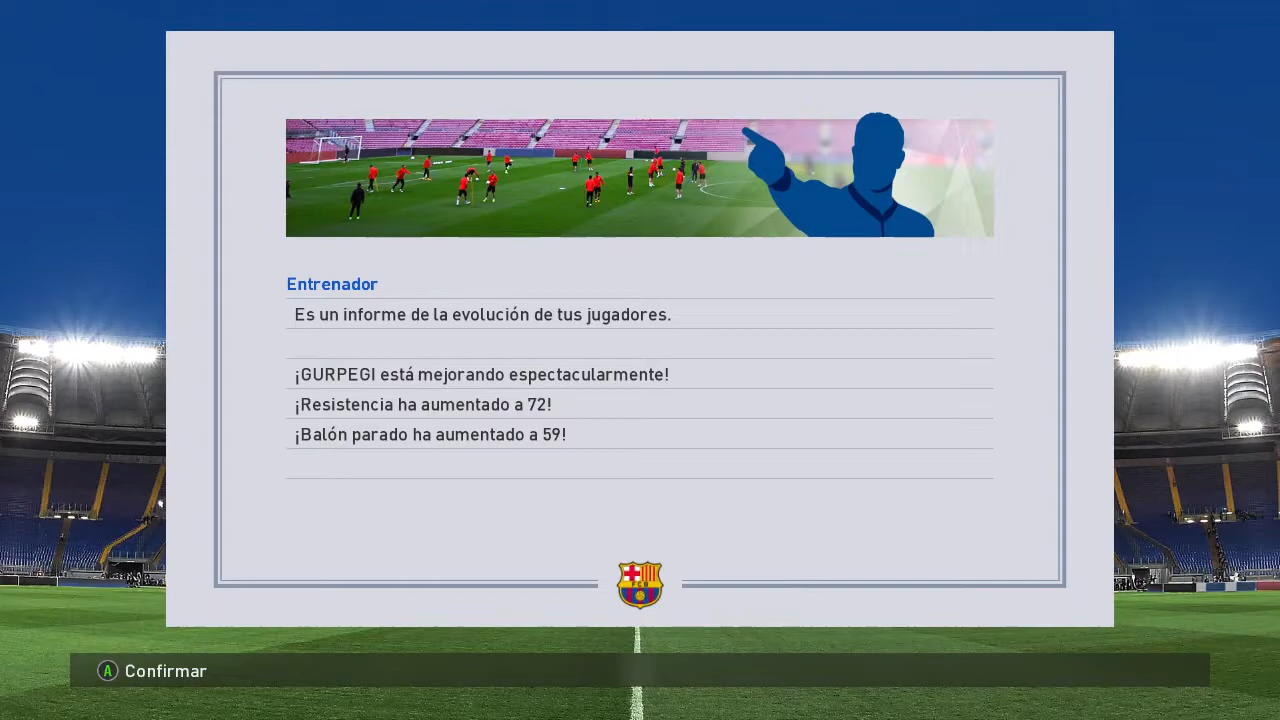 Entrenador
Es un informe de la evolución de tus jugadores.
¡GURPEGI está mejorando espectacularmente!
¡Resistencia ha aumentado a 72!
¡Balón parado ha aumentado a 59!
FCB
A Confirmar